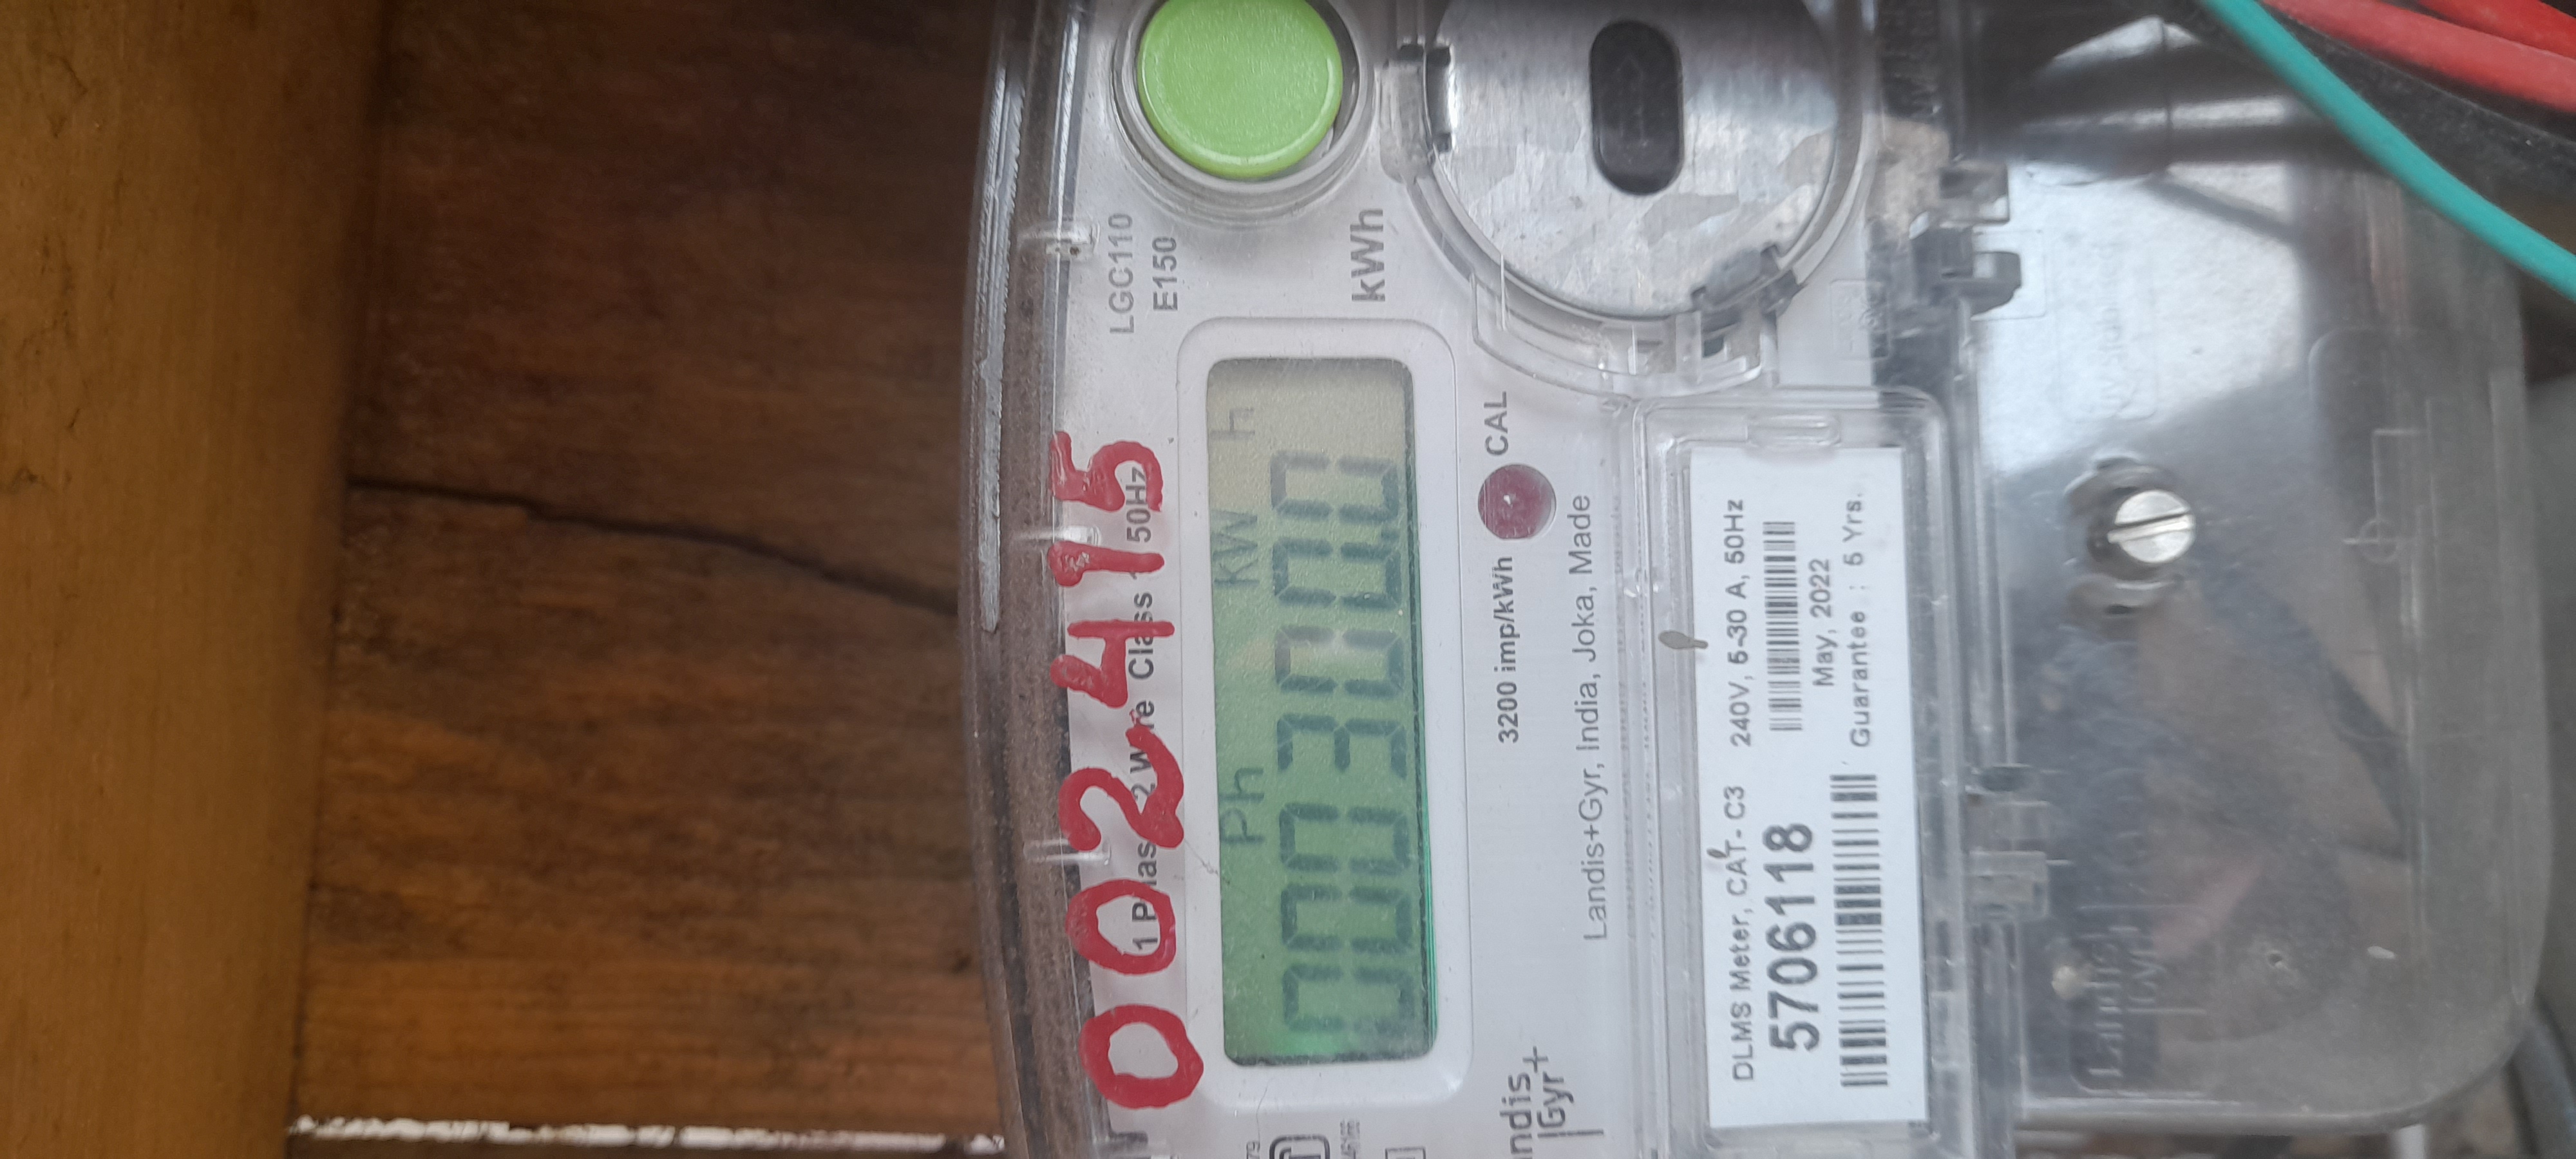 LGC110
E150
002415
1 Phase 2 Wire Class 1 50Hz
Ph kW h
0003000
kWh
3200 imp/kWh CAL
Landis+Gyr, India, Joka, Made
DLMS Meter, CAT- C3 240V, 5-30 A, 50Hz
5706118
May, 2022
Guarantee : 5 Yrs.
Landis
Gyr